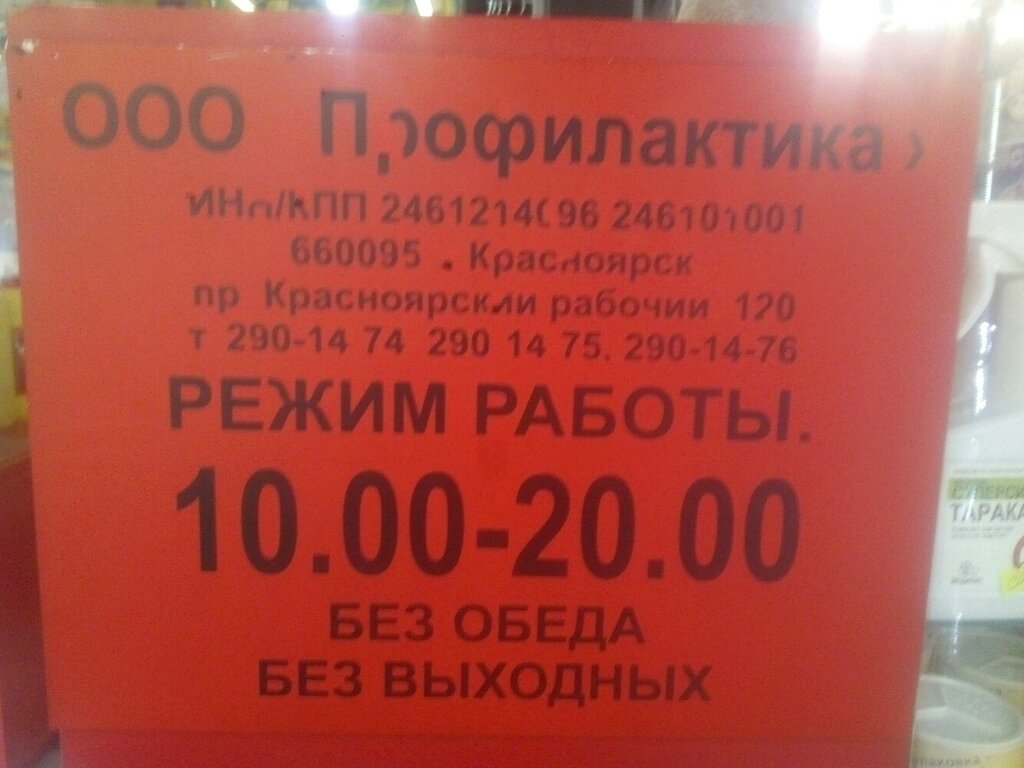 ООО Профилактика»
ИНН/КПП 2461214096 246101001
660095 . Красноярск
пр Красноярский рабочий 120
т 290-14 74 290 14 75. 290-14-76
РЕЖИМ РАБОТЫ.
10.00-20.00
БЕЗ ОБЕДА
БЕЗ ВЫХОДНЫХ